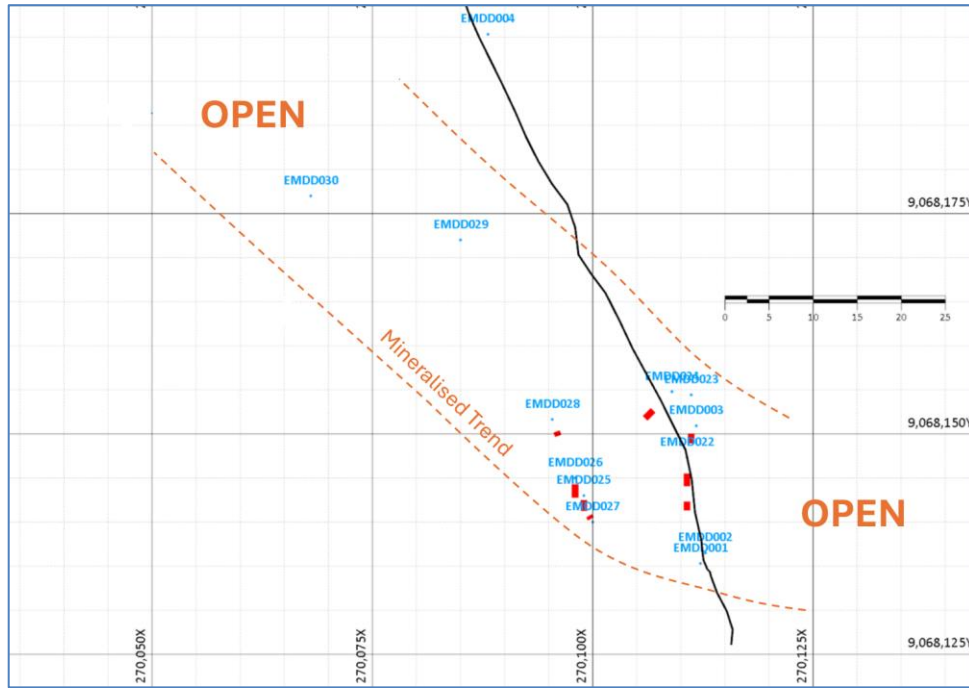 EMDD004
OPEN
EMDD030
9,068,175Y
EMDD029
0 5 10 15 20 25
Mineralised Trend
EMDD024
EMDD023
EMDD028
EMDD003
9,068,150Y
EMDD022
EMDD026
EMDD025
EMDD027
OPEN
EMDD002
EMDD001
270,050X
270,075X
270,100X
270,125X
9,068,125Y